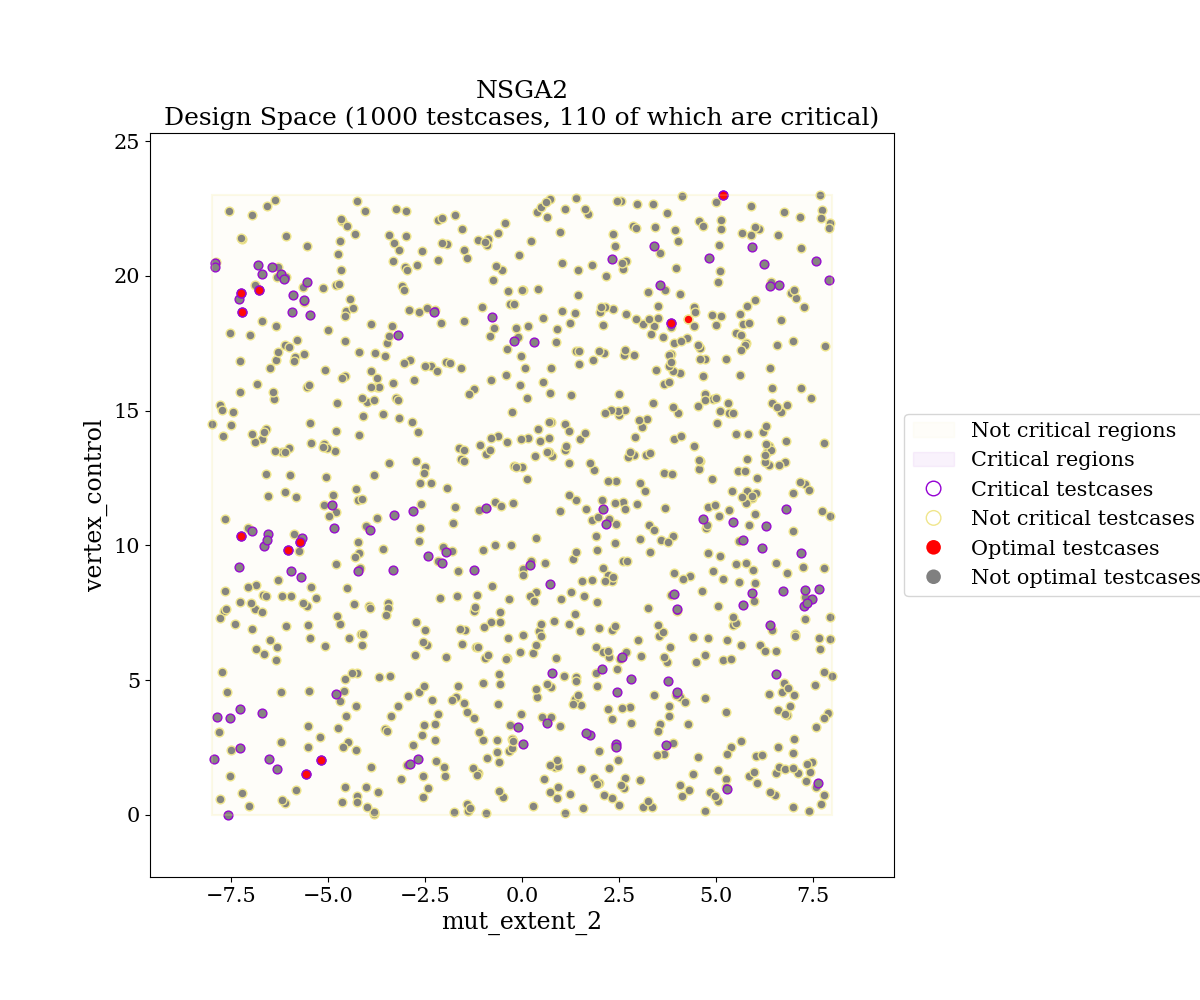 NSGA2
Design Space (1000 testcases, 110 of which are critical)
25
20
15
10
5
0
vertex_control
−7.5
−5.0
−2.5
0.0
2.5
5.0
7.5
mut_extent_2
Not critical regions
Critical regions
Critical testcases
Not critical testcases
Optimal testcases
Not optimal testcases